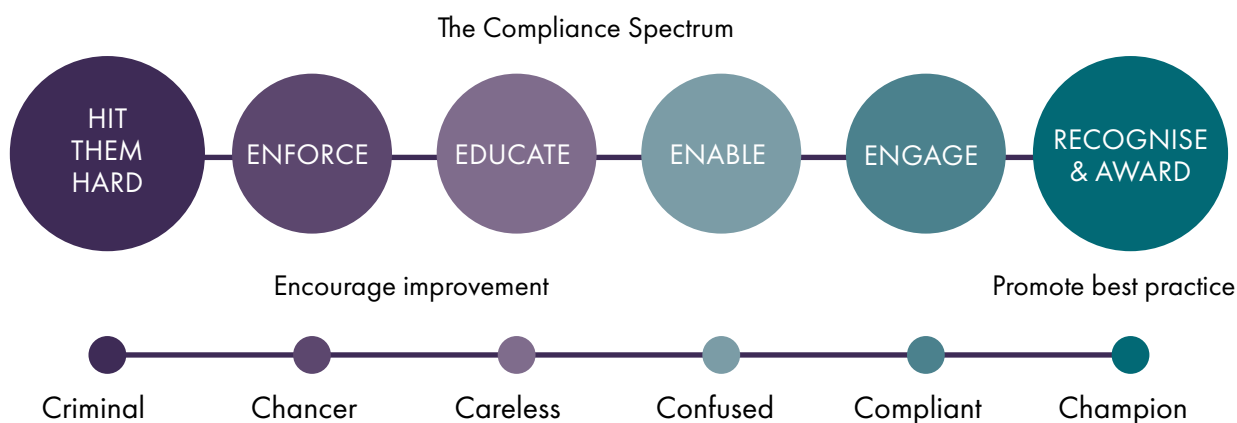 The Compliance Spectrum
HIT
THEM
HARD
ENFORCE
EDUCATE
ENABLE
ENGAGE
RECOGNISE
& AWARD
Encourage improvement
Promote best practice
Criminal
Chancer
Careless
Confused
Compliant
Champion